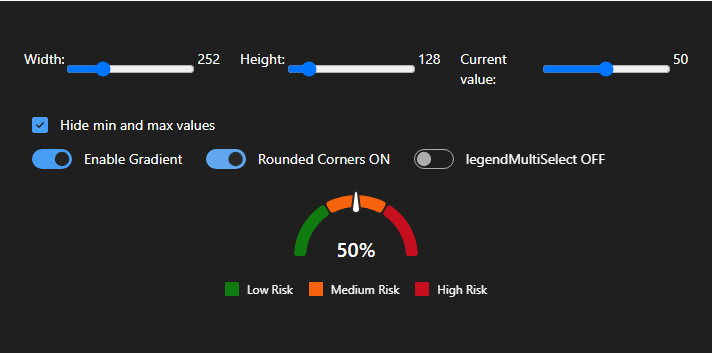 Width: 252 Height: 128 Current value: 50
Hide min and max values
Enable Gradient Rounded Corners ON legendMultiSelect OFF
50%
Low Risk Medium Risk High Risk